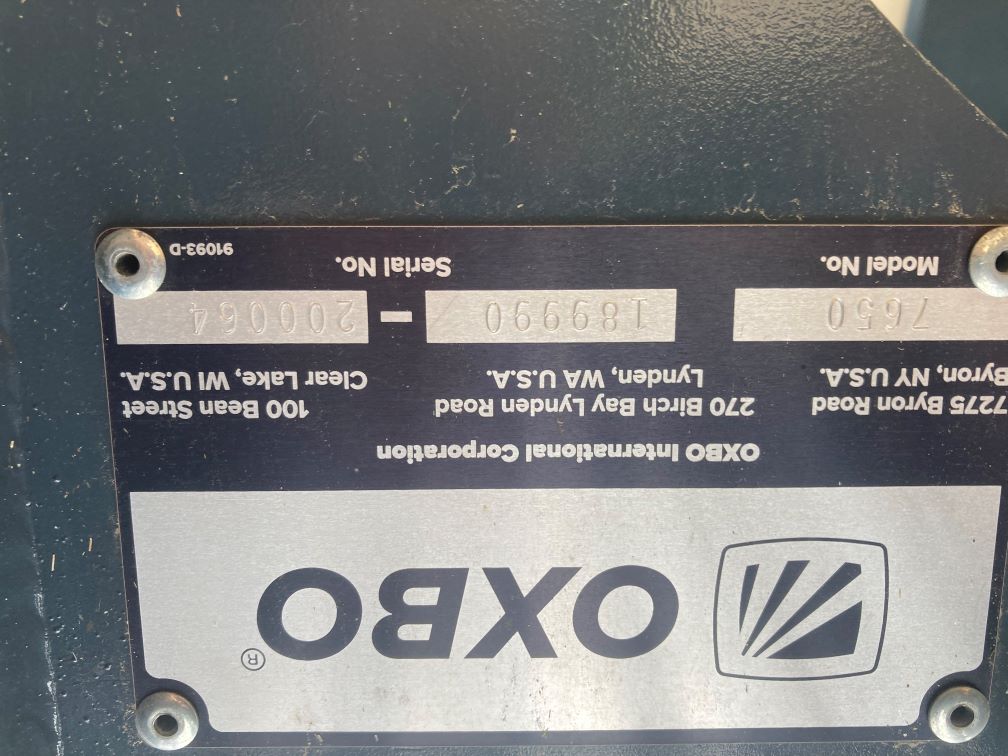 OXBO®
OXBO International Corporation
7275 Byron Road
Byron, NY U.S.A.
270 Birch Bay Lynden Road
Lynden, WA U.S.A.
100 Bean Street
Clear Lake, WI U.S.A.
7650
189990 - 200064
Model No.
Serial No.
91093-D